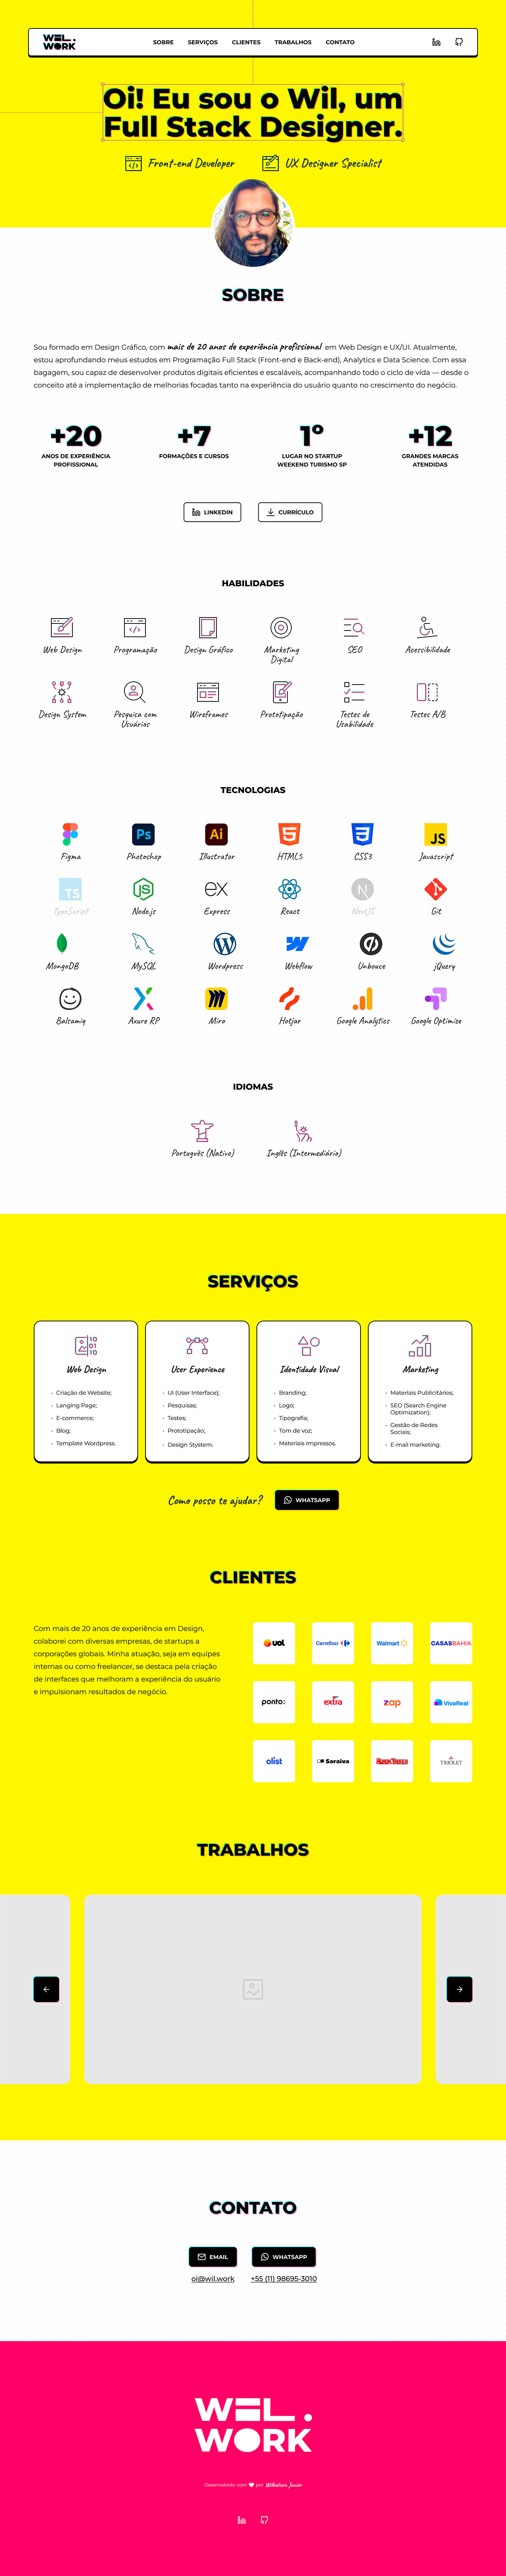 WIL.
WORK
SOBRE SERVIÇOS CLIENTES TRABALHOS CONTATO
Oi! Eu sou o Wil, um
Full Stack Designer.
Front-end Developer UX Designer Specialist
SOBRE
Sou formado em Design Gráfico, com mais de 20 anos de experiência profissional em Web Design e UX/UI. Atualmente,
estou aprofundando meus estudos em Programação Full Stack (Front-end e Back-end), Analytics e Data Science. Com essa
bagagem, sou capaz de desenvolver produtos digitais eficientes e escaláveis, acompanhando todo o ciclo de vida — desde o
conceito até a implementação de melhorias focadas tanto na experiência do usuário quanto no crescimento do negócio.
+20 +7 1º +12
ANOS DE EXPERIÊNCIA
PROFISSIONAL
FORMAÇÕES E CURSOS
LUGAR NO STARTUP
WEEKEND TURISMO SP
GRANDES MARCAS
ATENDIDAS
LINKEDIN CURRÍCULO
HABILIDADES
Web Design
Programação
Design Gráfico
Marketing
Digital
SEO
Acessibilidade
Design System
Pesquisa com
Usuários
Wireframes
Prototipação
Testes de
Usabilidade
Testes A/B
TECNOLOGIAS
Ps Ai JS
Figma Photoshop Illustrator HTML5 CSS3 Javascript
TS ex N
TypeScript Node.js Express React NextJS Git
MongoDB MySQL Wordpress Webflow Unbouce jQuery
Balsamiq Axure RP Miro Hotjar Google Analytics Google Optimize
IDIOMAS
Português (Nativo) Inglês (Intermediário)
SERVIÇOS
Web Design
• Criação de Website;
• Langing Page;
• E-commerce;
• Blog;
• Template Wordpress.
User Experience
• UI (User Interface);
• Pesquisas;
• Testes;
• Prototipação;
• Design Stystem.
Identidade Visual
• Branding;
• Logo;
• Tipografia;
• Tom de voz;
• Materiais Impressos.
Marketing
• Materiais Publicitários;
• SEO (Search Engine
Optimization);
• Gestão de Redes
Sociais;
• E-mail marketing.
Como posso te ajudar? WHATSAPP
CLIENTES
Com mais de 20 anos de experiência em Design,
colaborei com diversas empresas, de startups a
corporações globais. Minha atuação, seja em equipes
internas ou como freelancer, se destaca pela criação
de interfaces que melhoram a experiência do usuário
e impulsionam resultados de negócio.
UOL Carrefour Walmart CASASBAHIA
ponto: extra zap VivaReal
olist Saraiva TRIOLET
TRABALHOS
CONTATO
EMAIL WHATSAPP
oi@wil.work +55 (11) 98695-3010
WIL.
WORK
Desenvolvido com ♥ por Wilkelison Junior